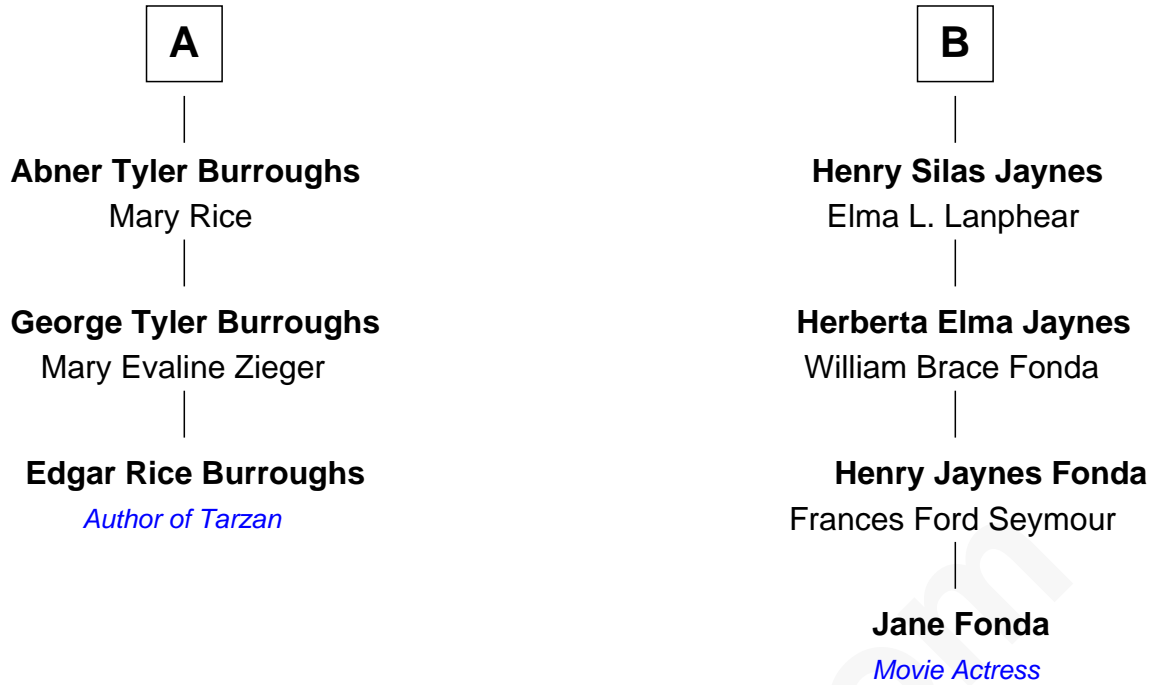 A
Abner Tyler Burroughs
Mary Rice
George Tyler Burroughs
Mary Evaline Zieger
Edgar Rice Burroughs
Author of Tarzan
B
Henry Silas Jaynes
Elma L. Lanphear
Herberta Elma Jaynes
William Brace Fonda
Henry Jaynes Fonda
Frances Ford Seymour
Jane Fonda
Movie Actress